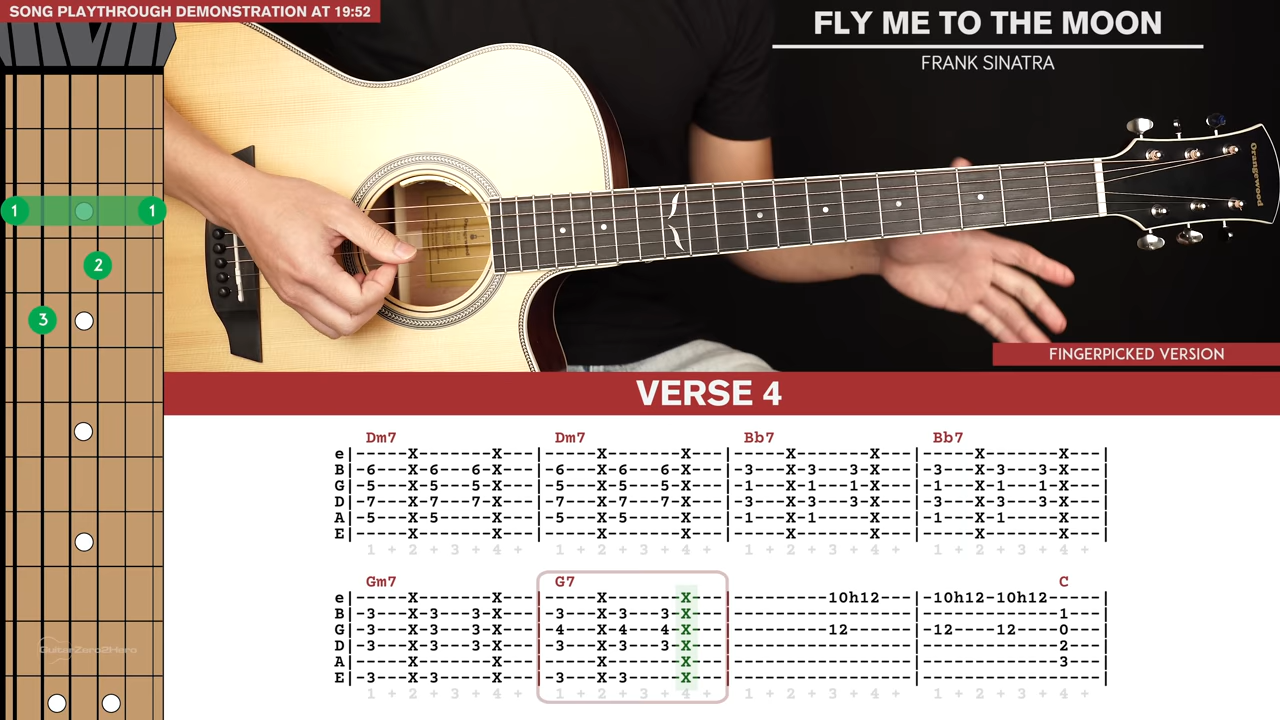 SONG PLAYTHROUGH DEMONSTRATION AT 19:52
FLY ME TO THE MOON
FRANK SINATRA
Orangewood
1 1
2
3
FINGERPICKED VERSION
VERSE 4
Dm7 Dm7 Bb7 Bb7
e|-----X-------X---|-----X-------X---|-----X-------X---|-----X-------X---|
B|-6---X-6---6-X---|-6---X-6---6-X---|-3---X-3---3-X---|-3---X-3---3-X---|
G|-5---X-5---5-X---|-5---X-5---5-X---|-1---X-1---1-X---|-1---X-1---1-X---|
D|-7---X-7---7-X---|-7---X-7---7-X---|-3---X-3---3-X---|-3---X-3---3-X---|
A|-5---X-5-----X---|-5---X-5-----X---|-1---X-1-----X---|-1---X-1-----X---|
E|-----X-------X---|-----X-------X---|-----X-------X---|-----X-------X---|
1 + 2 + 3 + 4 + 1 + 2 + 3 + 4 + 1 + 2 + 3 + 4 + 1 + 2 + 3 + 4 +
Gm7 G7 C
e|-----X-------X---|-----X-------X---|---------10h12---|-10h12-10h12-----|
B|-3---X-3---3-X---|-3---X-3---3-X---|-----------------|-------------1---|
G|-3---X-3---3-X---|-4---X-4---4-X---|---------12------|-12----12----0---|
D|-3---X-3---3-X---|-3---X-3---3-X---|-----------------|-------------2---|
A|-----X-------X---|-----X-------X---|-----------------|-------------3---|
E|-3---X-3-----X---|-3---X-3-----X---|-----------------|-----------------|
1 + 2 + 3 + 4 + 1 + 2 + 3 + 4 + 1 + 2 + 3 + 4 + 1 + 2 + 3 + 4 +
GuitarZero2Hero